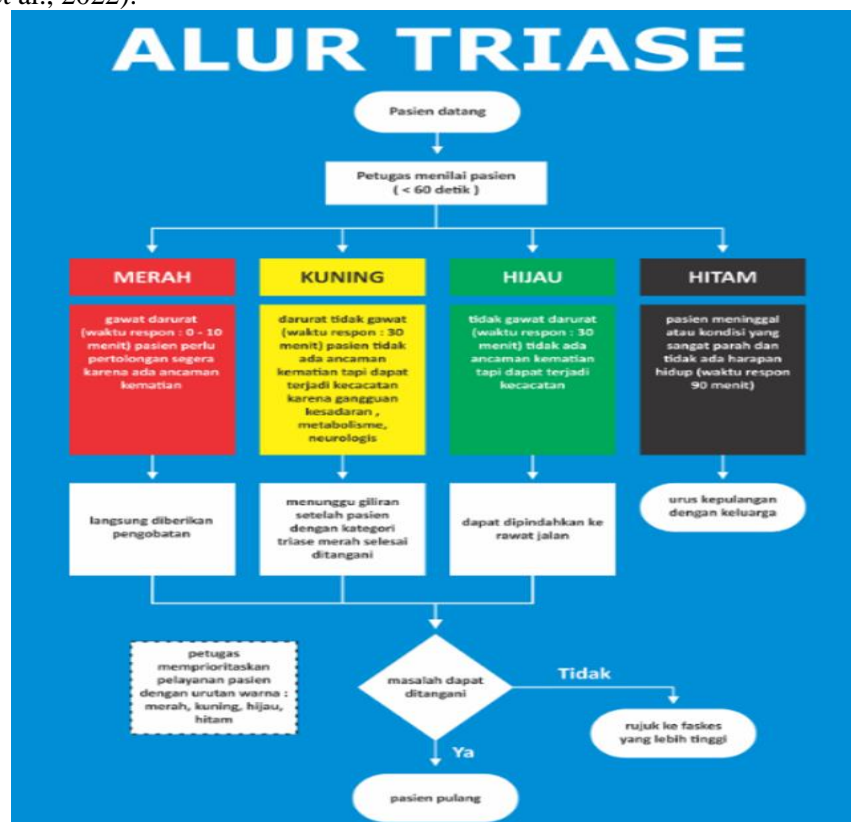 et al., 2022).
ALUR TRIASE
Pasien datang
Petugas menilai pasien
( < 60 detik )
MERAH
gawat darurat
(waktu respon : 0 - 10
menit) pasien perlu
pertolongan segera
karena ada ancaman
kematian
langsung diberikan
pengobatan
KUNING
darurat tidak gawat
(waktu respon : 30
menit) pasien tidak
ada ancaman
kematian tapi dapat
terjadi kecacatan
karena gangguan
kesadaran ,
metabolisme,
neurologis
menunggu giliran
setelah pasien
dengan kategori
triase merah selesai
ditangani
HIJAU
tidak gawat darurat
(waktu respon : 30
menit) tidak ada
ancaman kematian
tapi dapat terjadi
kecacatan
dapat dipindahkan ke
rawat jalan
HITAM
pasien meninggal
atau kondisi yang
sangat parah dan
tidak ada harapan
hidup (waktu respon
90 menit)
urus kepulangan
dengan keluarga
petugas
memprioritaskan
pelayanan pasien
dengan urutan warna :
merah, kuning, hijau,
hitam
masalah dapat
ditangani
Tidak
rujuk ke faskes
yang lebih tinggi
Ya
pasien pulang